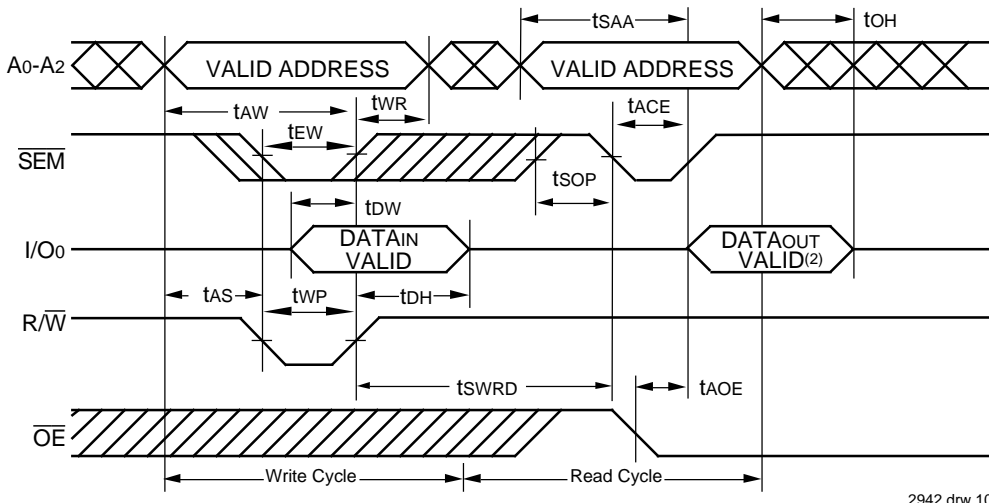 tSAA
tOH
A0-A2
VALID ADDRESS
VALID ADDRESS
tAW
tWR
tACE
tEW
SEM
tSOP
tDW
I/O0
DATAIN
VALID
DATAOUT
VALID(2)
tAS
tWP
tDH
R/W
tSWRD
tAOE
OE
Write Cycle
Read Cycle
2942 drw 10